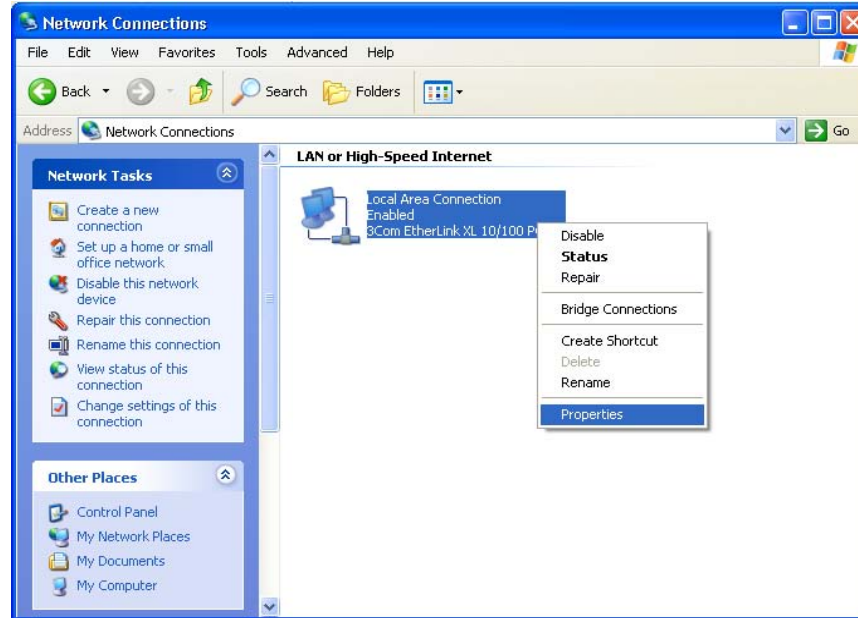 Network Connections
File Edit View Favorites Tools Advanced Help
Back Search Folders
Address Network Connections Go
Network Tasks
Create a new
connection
Set up a home or small
office network
Disable this network
device
Repair this connection
Rename this connection
View status of this
connection
Change settings of this
connection
Other Places
Control Panel
My Network Places
My Documents
My Computer
LAN or High-Speed Internet
Local Area Connection
Enabled
3Com EtherLink XL 10/100
Disable
Status
Repair
Bridge Connections
Create Shortcut
Delete
Rename
Properties